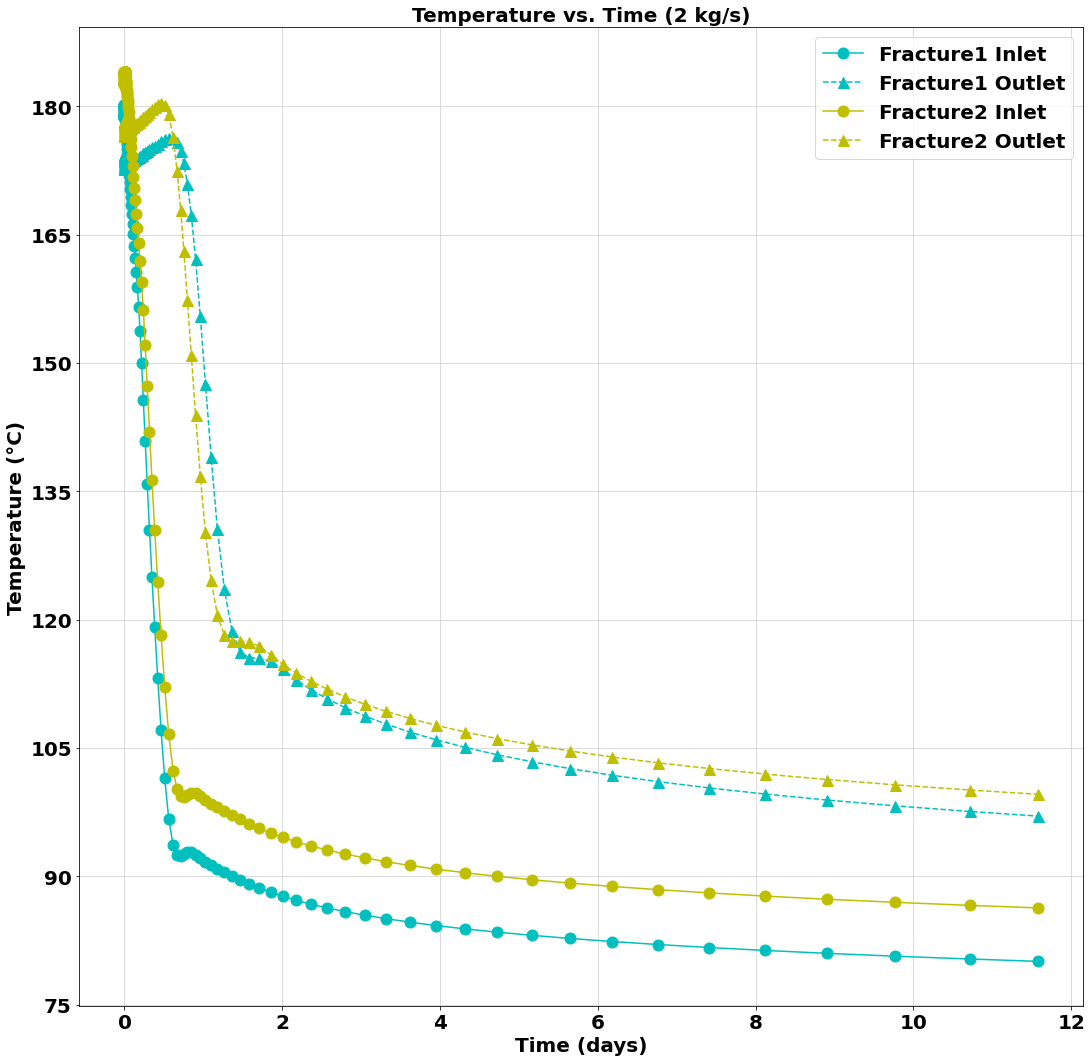 Temperature vs. Time (2 kg/s)
Fracture1 Inlet
Fracture1 Outlet
Fracture2 Inlet
Fracture2 Outlet
Temperature (°C)
180
165
150
135
120
105
90
75
0 2 4 6 8 10 12
Time (days)